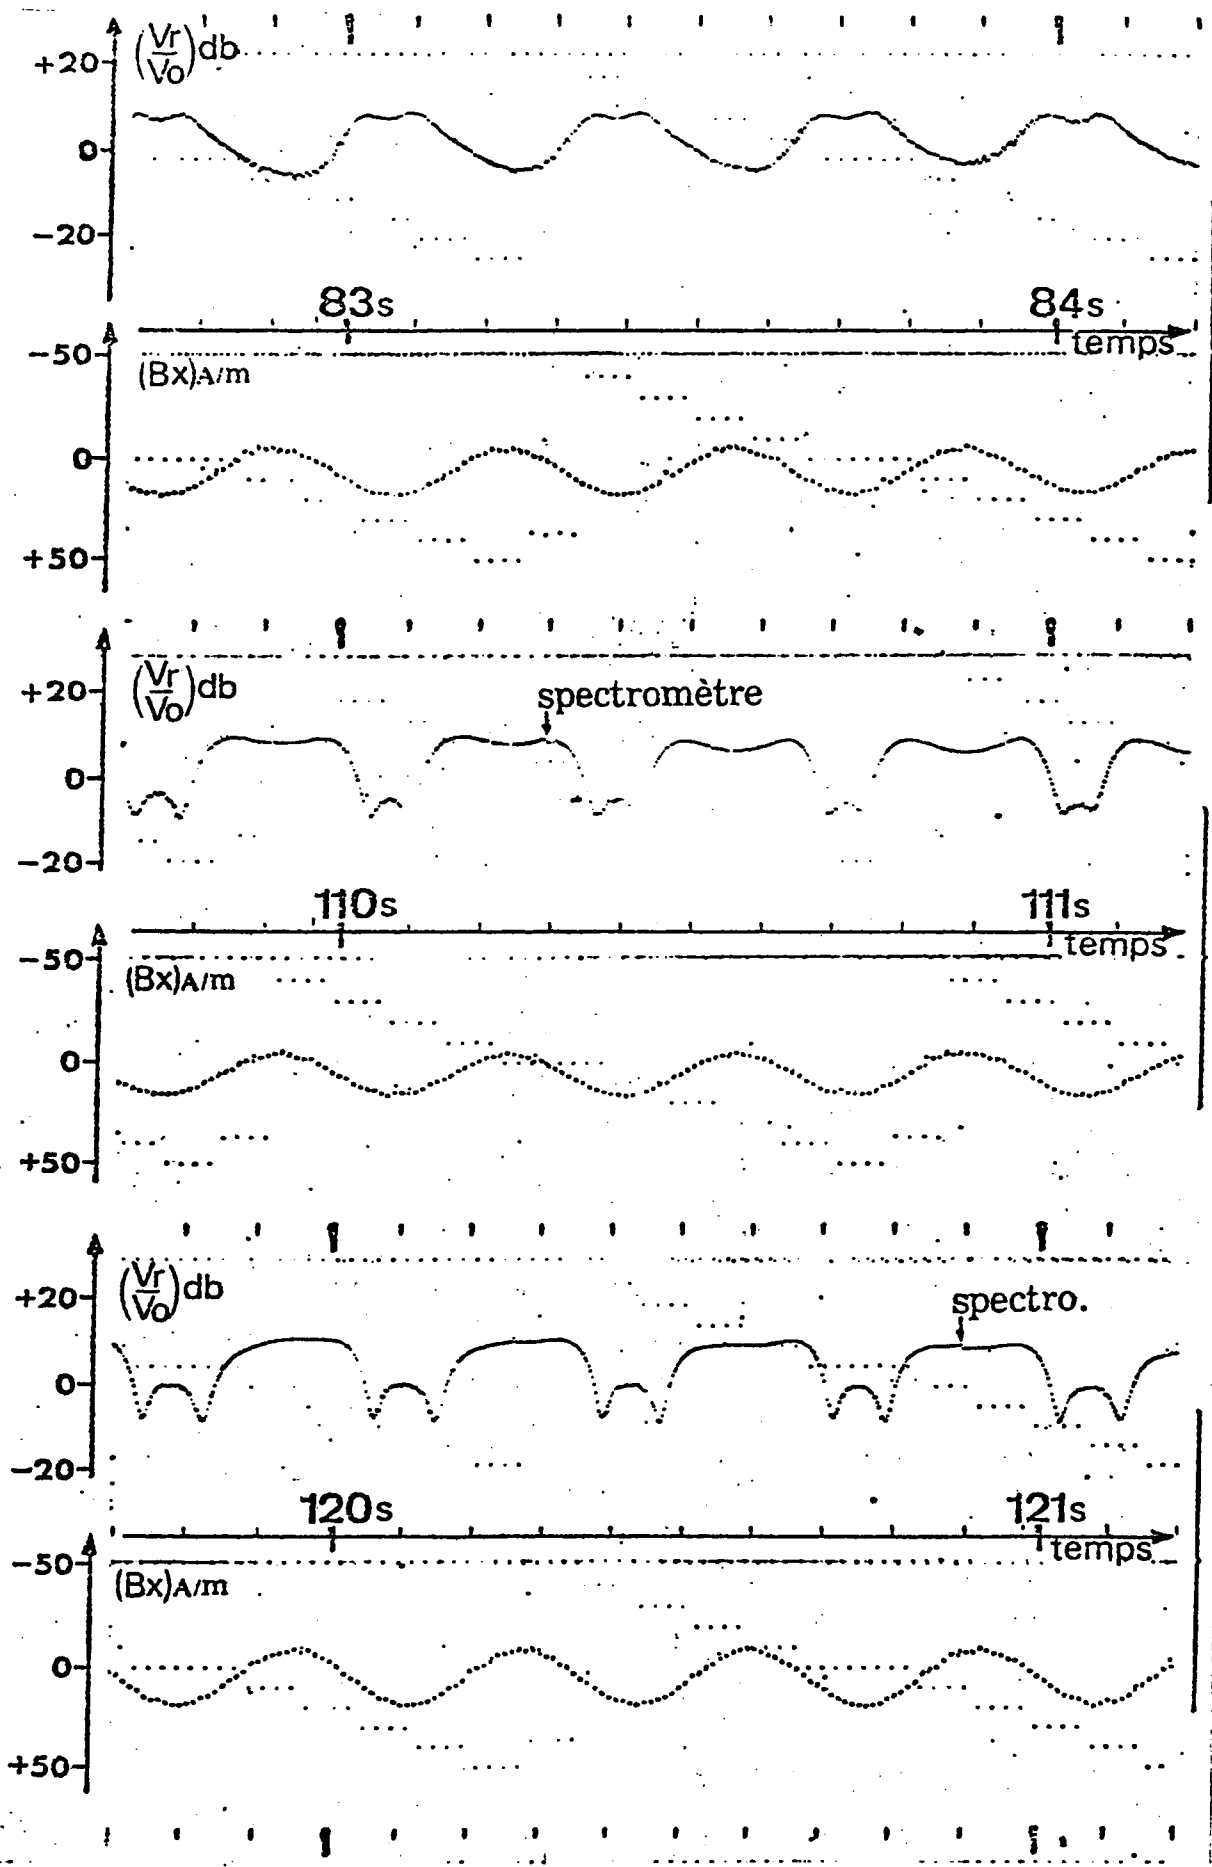 (Vr/Vo)db
+20
0
−20
83s
84s
temps
−50
(Bx)A/m
0
+50
(Vr/Vo)db
+20
spectromètre
0
−20
110s
111s
temps
−50
(Bx)A/m
0
+50
(Vr/Vo)db
+20
spectro.
0
−20
120s
121s
temps
−50
(Bx)A/m
0
+50